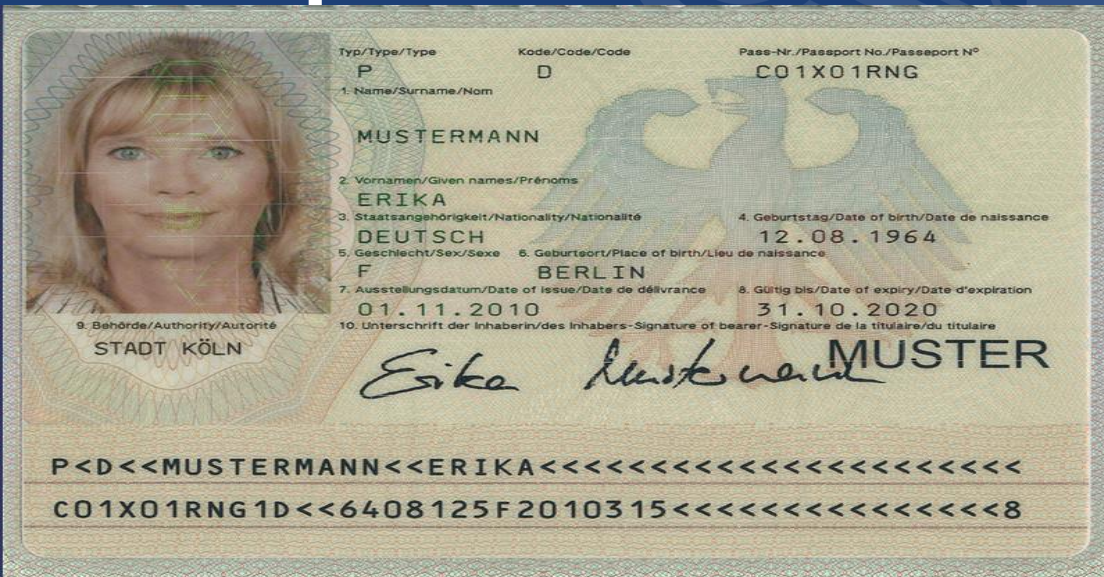 Typ/Type/Type Kode/Code/Code Pass-Nr./Passport No./Passeport N°
P D C01X01RNG
1. Name/Surname/Nom
MUSTERMANN
2. Vornamen/Given names/Prénoms
ERIKA
3. Staatsangehörigkeit/Nationality/Nationalité 4. Geburtstag/Date of birth/Date de naissance
DEUTSCH 12.08.1964
5. Geschlecht/Sex/Sexe 6. Geburtsort/Place of birth/Lieu de naissance
F BERLIN
7. Ausstellungsdatum/Date of issue/Date de délivrance 8. Gültig bis/Date of expiry/Date d'expiration
01.11.2010 31.10.2020
9. Behörde/Authority/Autorité 10. Unterschrift der Inhaberin/des Inhabers-Signature of bearer-Signature de la titulaire/du titulaire
STADT KÖLN
Erika Mustermann MUSTER
P<D<<MUSTERMANN<<ERIKA<<<<<<<<<<<<<<<<<<<<<<
C01X01RNG1D<<6408125F2010315<<<<<<<<<<<<<<<8